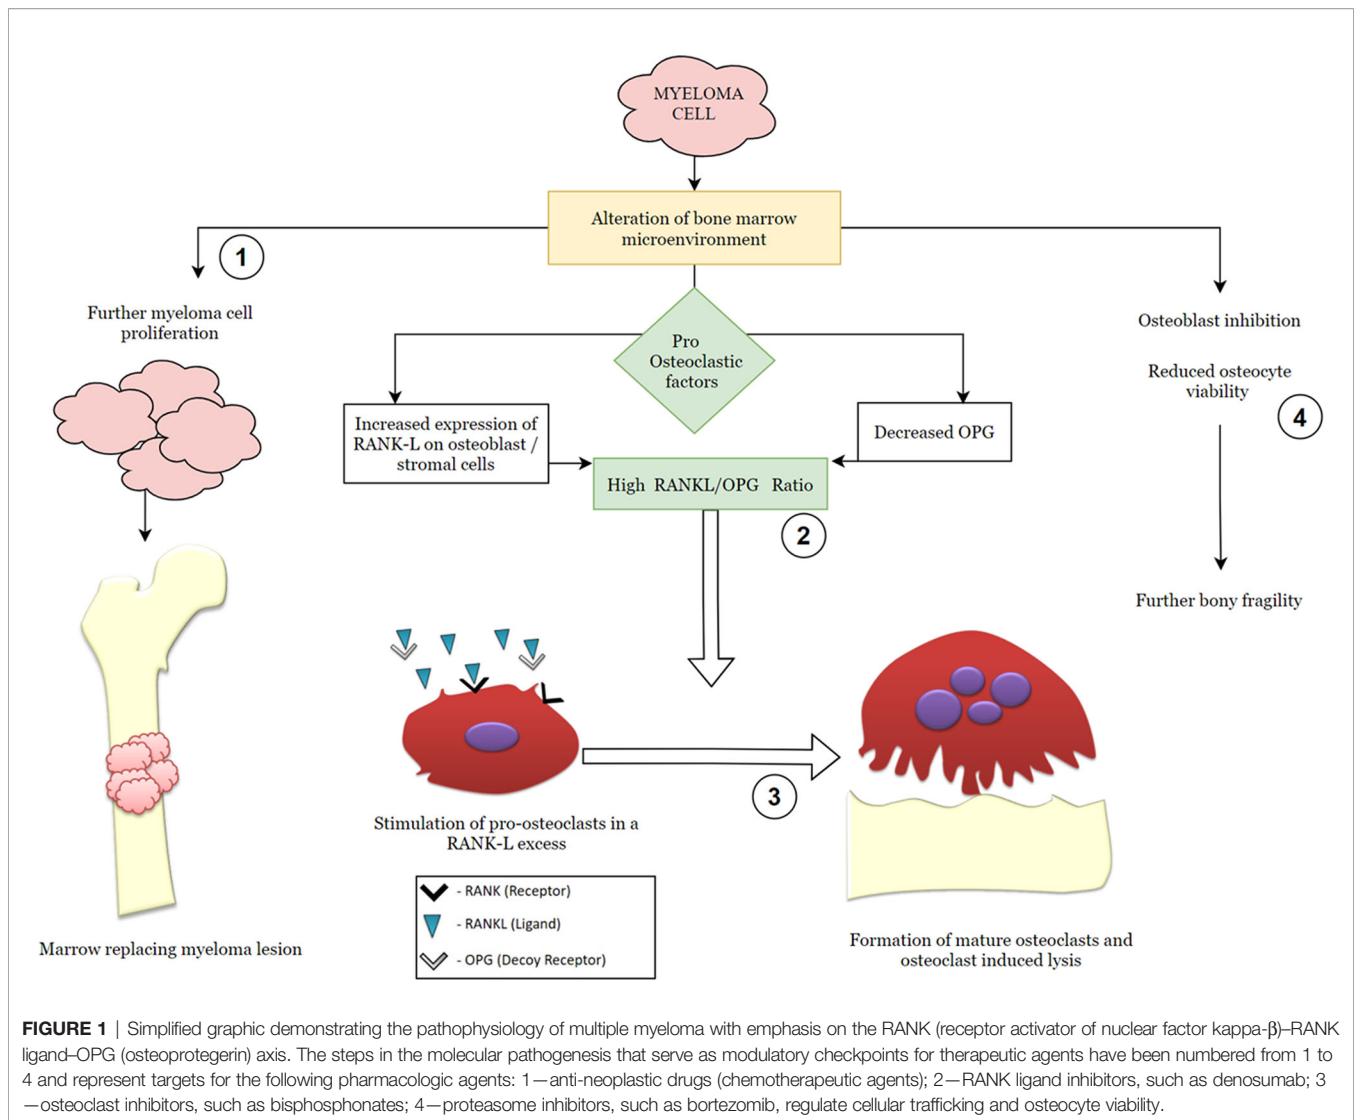 MYELOMA
CELL
Alteration of bone marrow
microenvironment
1
Further myeloma cell
proliferation
Pro
Osteoclastic
factors
Osteoblast inhibition
Reduced osteocyte
viability
4
Increased expression of
RANK-L on osteoblast /
stromal cells
Decreased OPG
High RANKL/OPG Ratio
2
Further bony fragility
3
Stimulation of pro-osteoclasts in a
RANK-L excess
- RANK (Receptor)
- RANKL (Ligand)
- OPG (Decoy Receptor)
Marrow replacing myeloma lesion
Formation of mature osteoclasts and
osteoclast induced lysis
FIGURE 1 | Simplified graphic demonstrating the pathophysiology of multiple myeloma with emphasis on the RANK (receptor activator of nuclear factor kappa-β)–RANK
ligand–OPG (osteoprotegerin) axis. The steps in the molecular pathogenesis that serve as modulatory checkpoints for therapeutic agents have been numbered from 1 to
4 and represent targets for the following pharmacologic agents: 1—anti-neoplastic drugs (chemotherapeutic agents); 2—RANK ligand inhibitors, such as denosumab; 3
—osteoclast inhibitors, such as bisphosphonates; 4—proteasome inhibitors, such as bortezomib, regulate cellular trafficking and osteocyte viability.